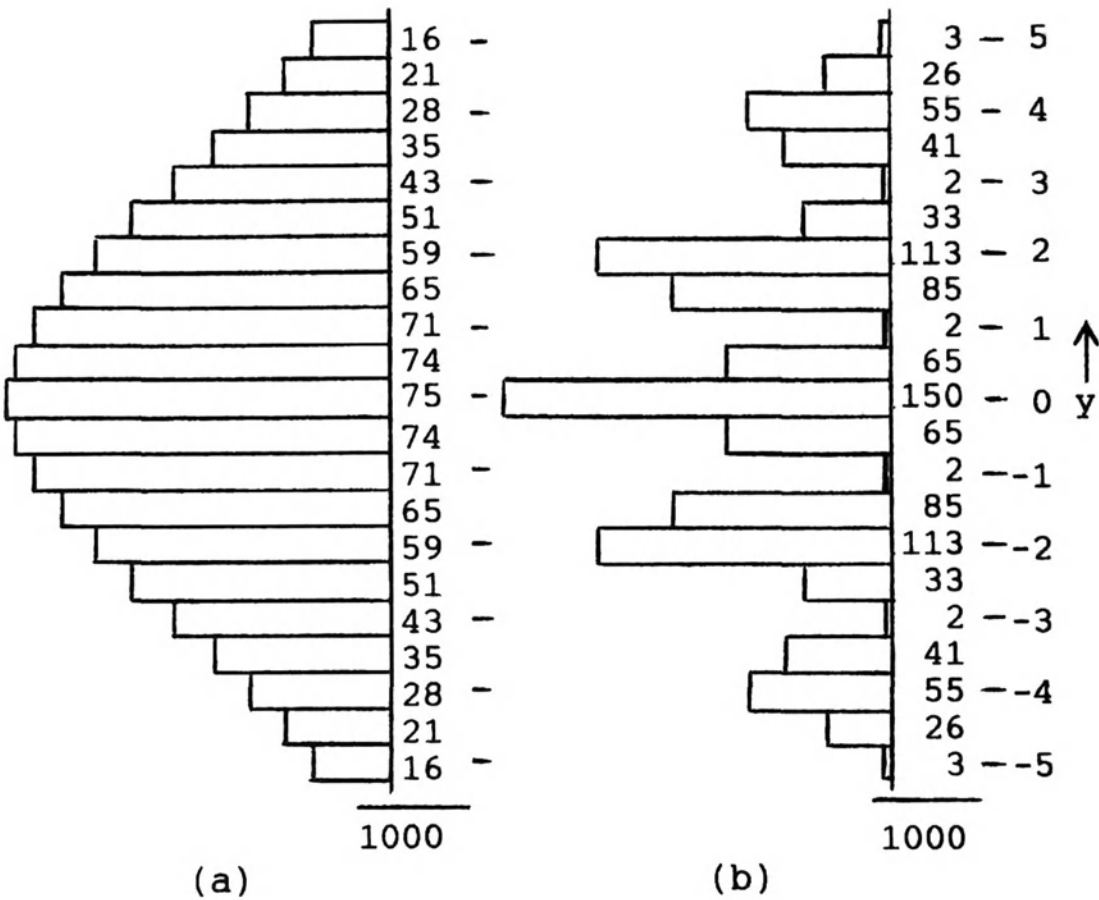 16 – 3 – 5
21 26
28 – 55 – 4
35 41
43 – 2 – 3
51 33
59 – 113 – 2
65 85
71 – 2 – 1
74 65
75 – 150 – 0 y
74 65
71 – 2 – -1
65 85
59 – 113 – -2
51 33
43 – 2 – -3
35 41
28 – 55 – -4
21 26
16 – 3 – -5
1000 1000
(a) (b)